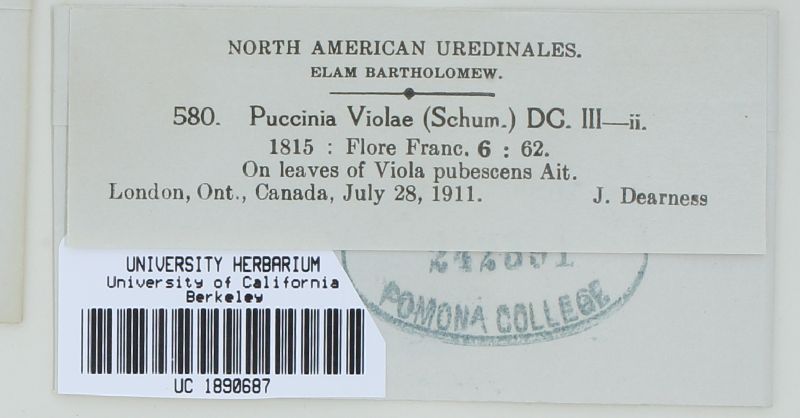 NORTH AMERICAN UREDINALES.
ELAM BARTHOLOMEW.
580. Puccinia Violae (Schum.) DC. III—ii.
1815 : Flore Franc. 6 : 62.
On leaves of Viola pubescens Ait.
London, Ont., Canada, July 28, 1911. J. Dearness
UNIVERSITY HERBARIUM
University of California
Berkeley
UC 1890687
POMONA COLLEGE